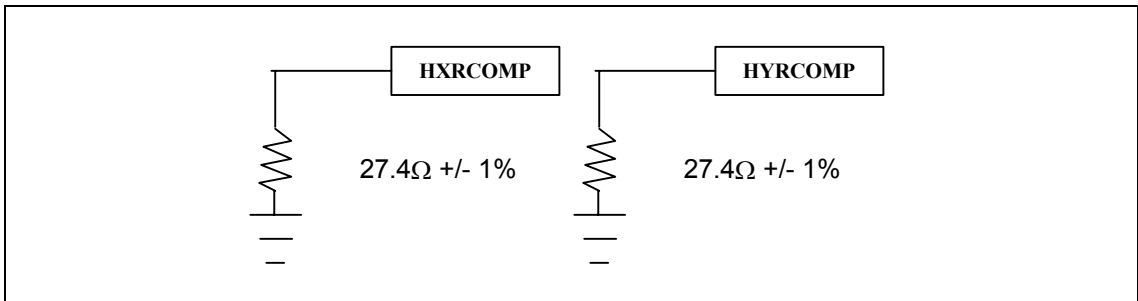 HXRCOMP HYRCOMP
27.4Ω +/- 1% 27.4Ω +/- 1%